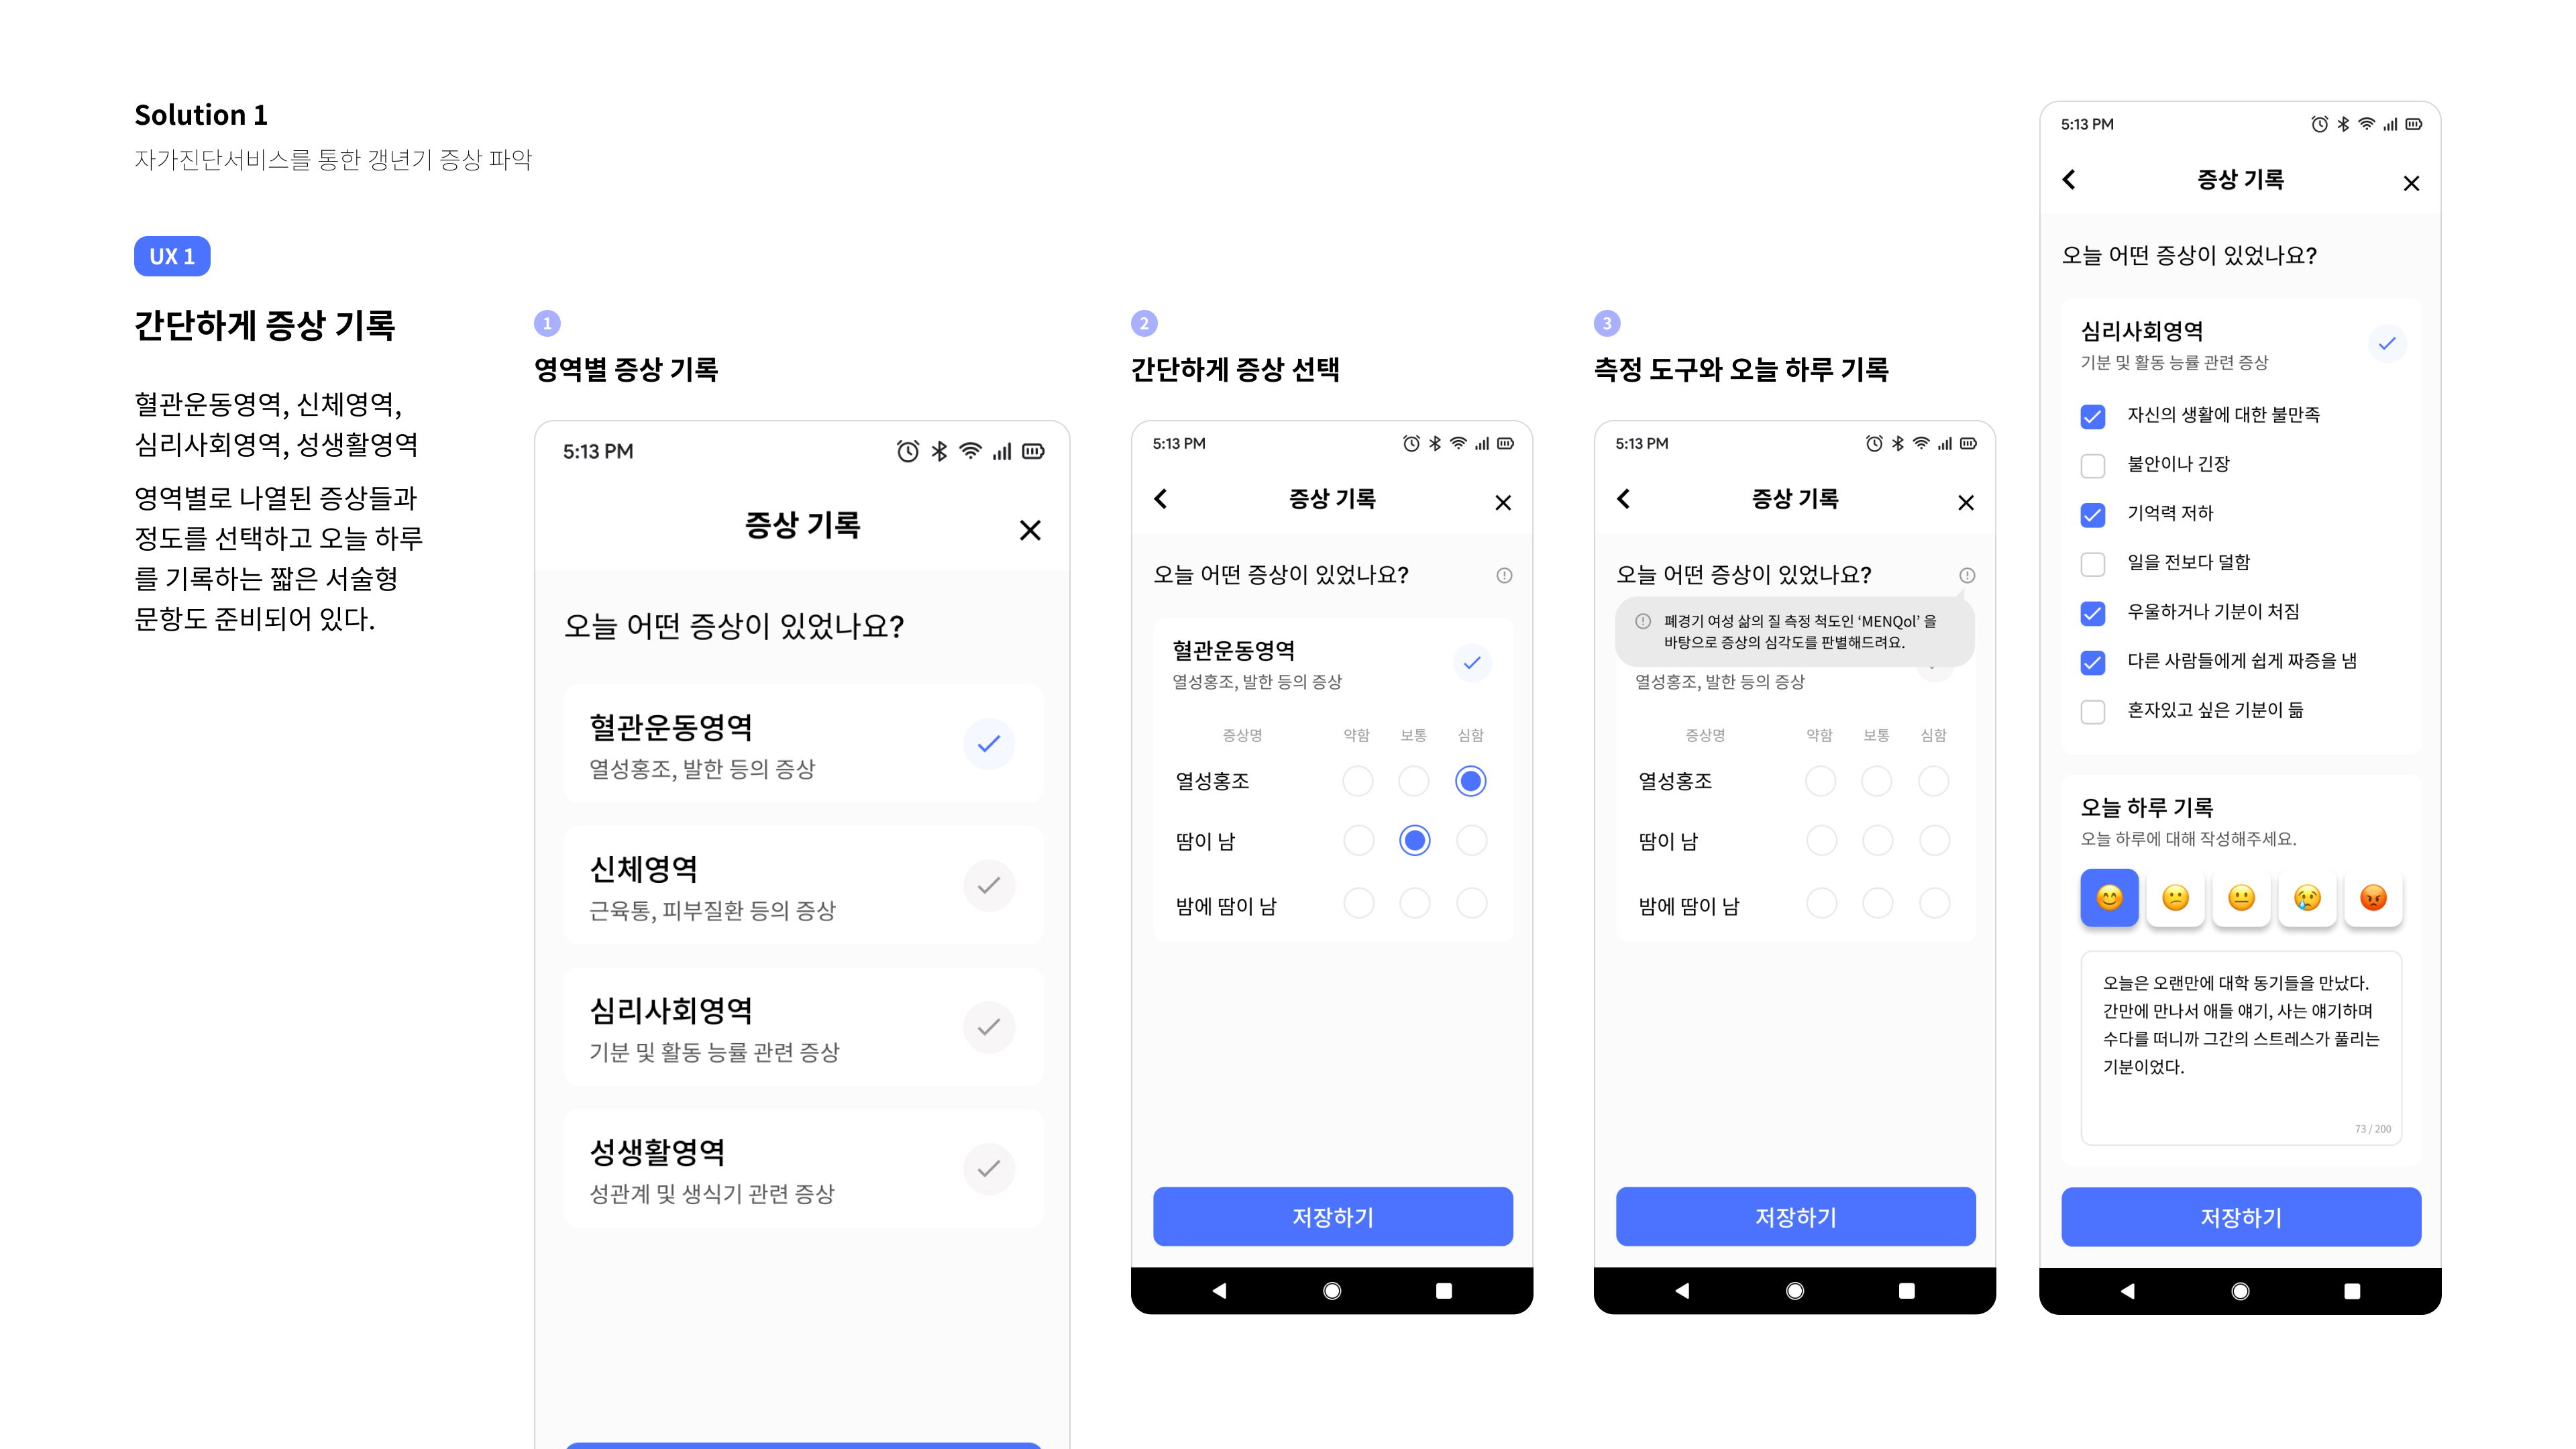 Solution 1
자가진단서비스를 통한 갱년기 증상 파악
UX 1
간단하게 증상 기록
혈관운동영역, 신체영역,
심리사회영역, 성생활영역
영역별로 나열된 증상들과
정도를 선택하고 오늘 하루
를 기록하는 짧은 서술형
문항도 준비되어 있다.
1
영역별 증상 기록
5:13 PM
증상 기록
오늘 어떤 증상이 있었나요?
혈관운동영역
열성홍조, 발한 등의 증상
신체영역
근육통, 피부질환 등의 증상
심리사회영역
기분 및 활동 능률 관련 증상
성생활영역
성관계 및 생식기 관련 증상
2
간단하게 증상 선택
5:13 PM
증상 기록
오늘 어떤 증상이 있었나요?
혈관운동영역
열성홍조, 발한 등의 증상
증상명 약함 보통 심함
열성홍조
땀이 남
밤에 땀이 남
저장하기
3
측정 도구와 오늘 하루 기록
5:13 PM
증상 기록
오늘 어떤 증상이 있었나요?
폐경기 여성 삶의 질 측정 척도인 ‘MENQol’ 을
바탕으로 증상의 심각도를 판별해드려요.
열성홍조, 발한 등의 증상
증상명 약함 보통 심함
열성홍조
땀이 남
밤에 땀이 남
저장하기
5:13 PM
증상 기록
오늘 어떤 증상이 있었나요?
심리사회영역
기분 및 활동 능률 관련 증상
자신의 생활에 대한 불만족
불안이나 긴장
기억력 저하
일을 전보다 덜함
우울하거나 기분이 처짐
다른 사람들에게 쉽게 짜증을 냄
혼자있고 싶은 기분이 듦
오늘 하루 기록
오늘 하루에 대해 작성해주세요.
오늘은 오랜만에 대학 동기들을 만났다.
간만에 만나서 애들 얘기, 사는 얘기하며
수다를 떠니까 그간의 스트레스가 풀리는
기분이었다.
73 / 200
저장하기